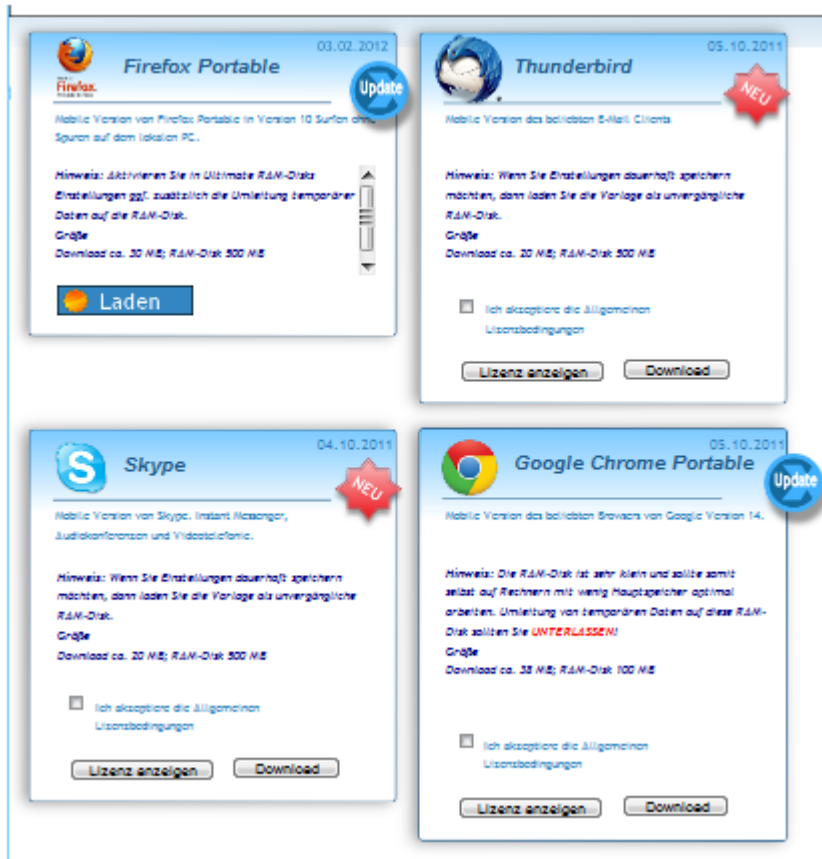 03.02.2012
Firefox Portable
Firefox.
Update
Mobile Version von Firefox Portable in Version 10 Surfen ohne
Spuren auf dem lokalen PC.
Hinweis: Aktivieren Sie in Ultimate RAM-Disks
Einstellungen ggf. zusätzlich die Umleitung temporärer
Daten auf die RAM-Disk.
Größe
Download ca. 30 MB; RAM-Disk 500 MB
Laden
05.10.2011
Thunderbird
NEU
Mobile Version des beliebten E-Mail Clients
Hinweis: Wenn Sie Einstellungen dauerhaft speichern
möchten, dann laden Sie die Vorlage als unvergängliche
RAM-Disk.
Größe
Download ca. 20 MB; RAM-Disk 500 MB
Ich akzeptiere die Allgemeinen
Lizenzbedingungen
Lizenz anzeigen
Download
04.10.2011
Skype
NEU
Mobile Version von Skype. Instant Messenger,
Audiokonferenzen und Videotelefonie.
Hinweis: Wenn Sie Einstellungen dauerhaft speichern
möchten, dann laden Sie die Vorlage als unvergängliche
RAM-Disk.
Größe
Download ca. 20 MB; RAM-Disk 500 MB
Ich akzeptiere die Allgemeinen
Lizenzbedingungen
Lizenz anzeigen
Download
05.10.2011
Google Chrome Portable
Update
Mobile Version des beliebten Browsers von Google Version 14.
Hinweis: Die RAM-Disk ist sehr klein und sollte somit
selbst auf Rechnern mit wenig Hauptspeicher optimal
arbeiten. Umleitung von temporären Daten auf diese RAM-
Disk sollten Sie UNTERLASSEN!
Größe
Download ca. 38 MB; RAM-Disk 100 MB
Ich akzeptiere die Allgemeinen
Lizenzbedingungen
Lizenz anzeigen
Download